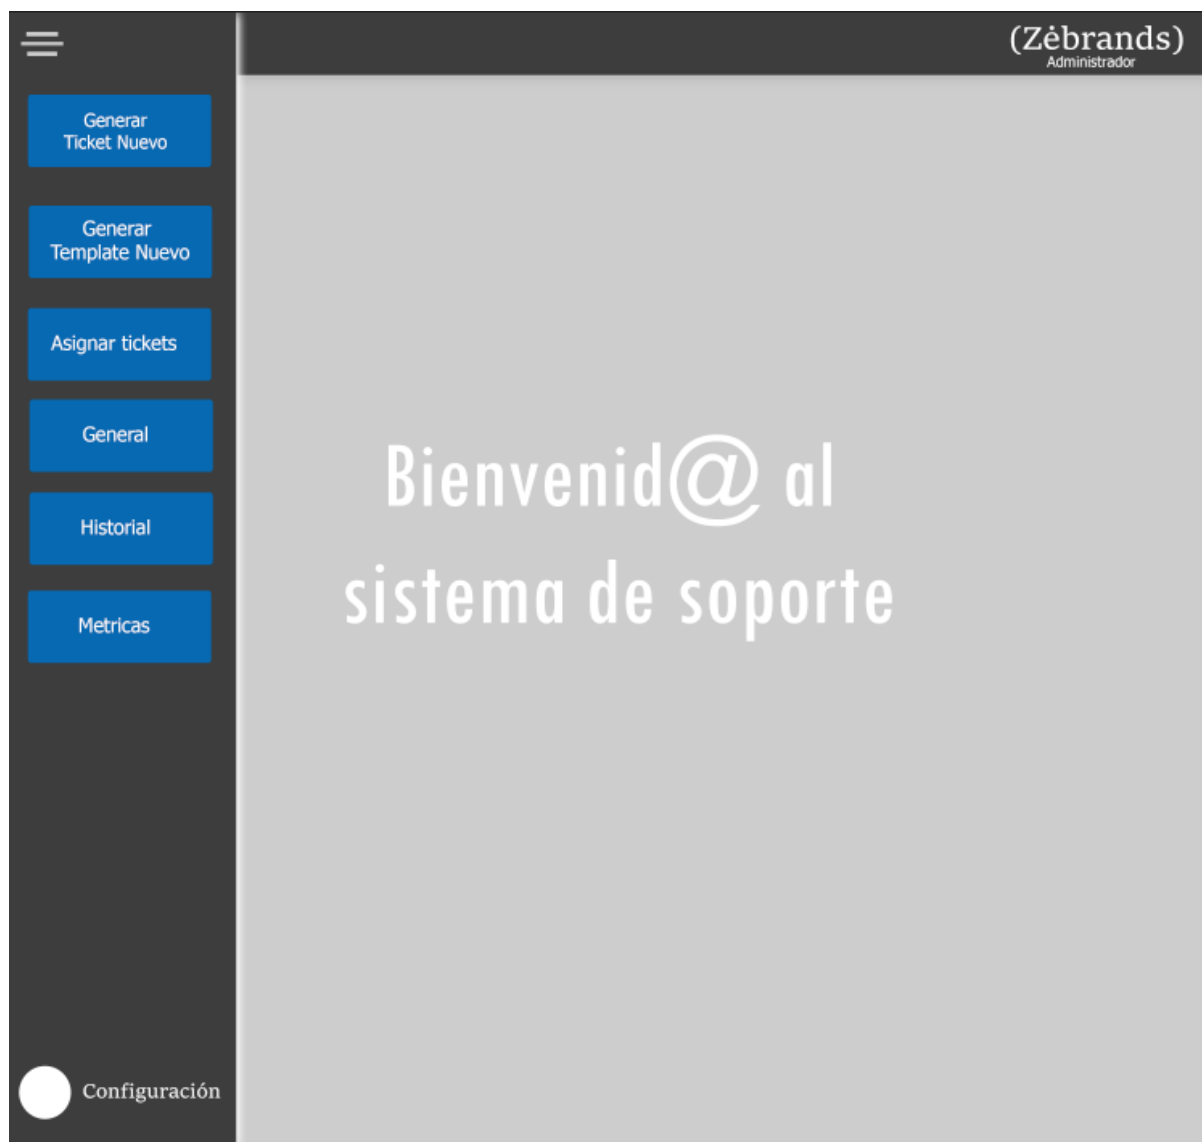 (Zėbrands)
Administrador
Generar
Ticket Nuevo
Generar
Template Nuevo
Asignar tickets
General
Historial
Metricas
Bienvenid@ al
sistema de soporte
Configuración